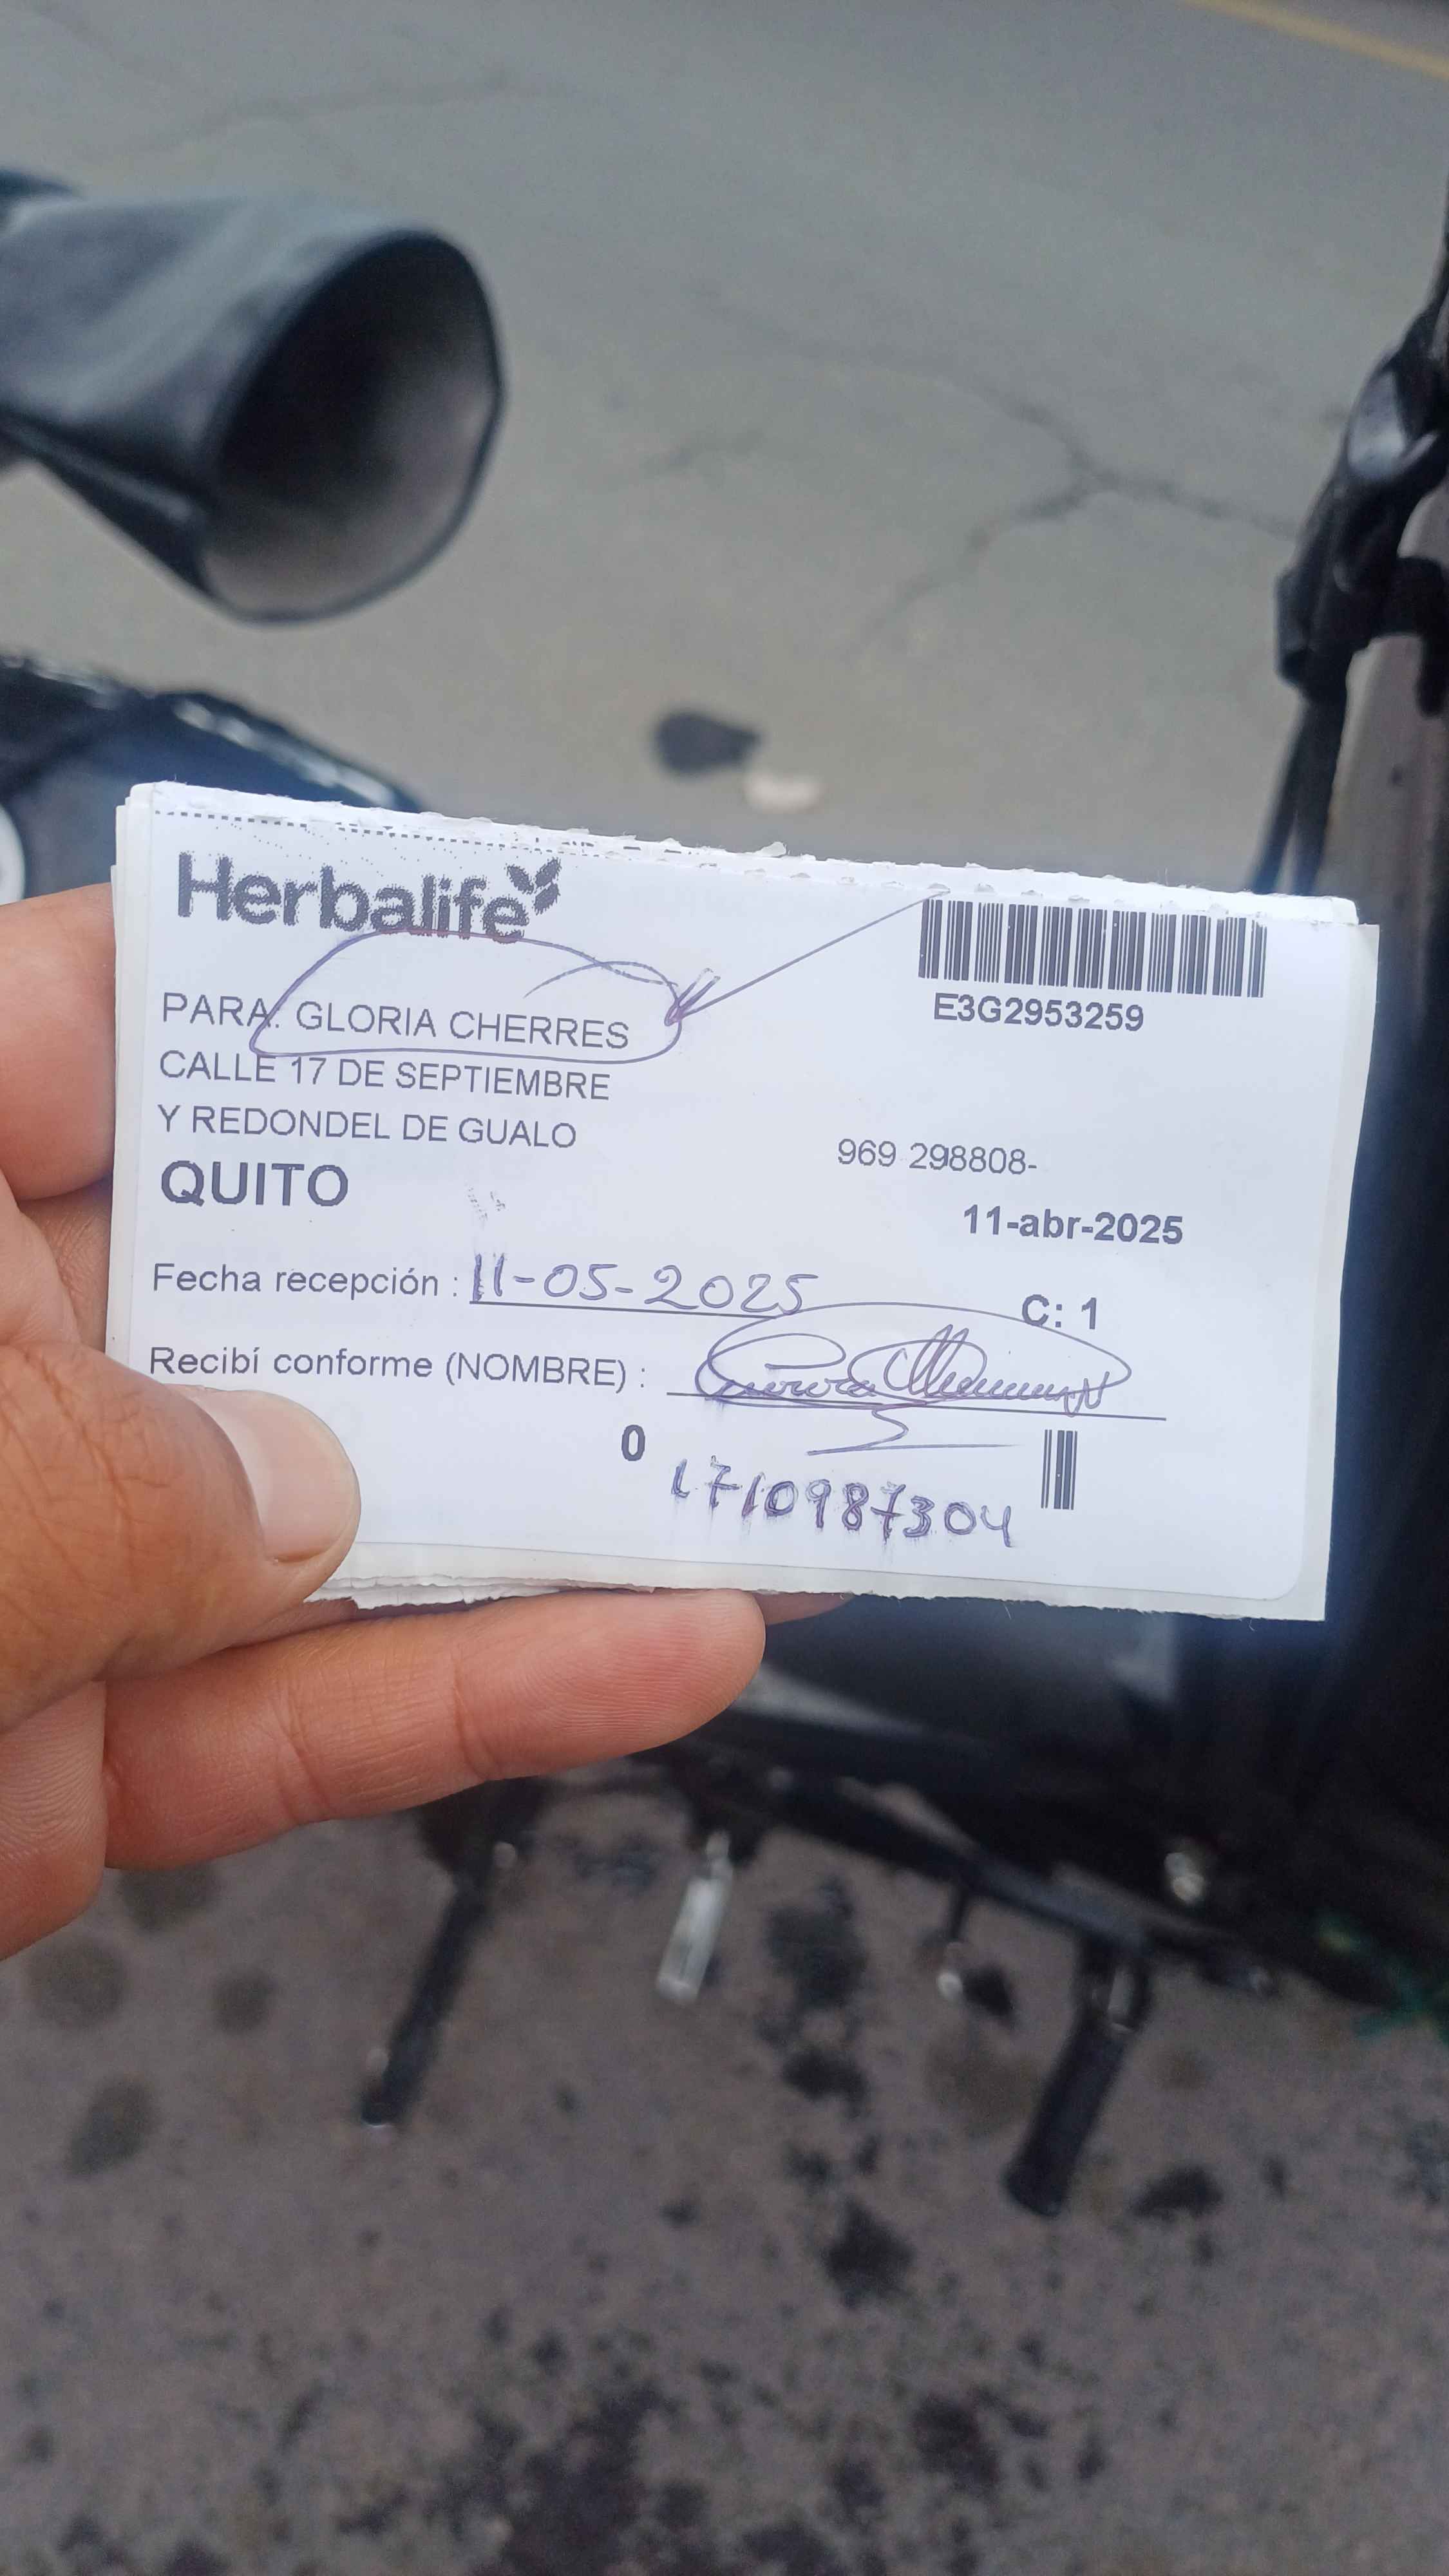 Herbalife
E3G2953259
PARA. GLORIA CHERRES
CALLE 17 DE SEPTIEMBRE
Y REDONDEL DE GUALO
969 298808-
QUITO
11-abr-2025
Fecha recepción : 11-05-2025
C: 1
Recibí conforme (NOMBRE) :
0
1710987304